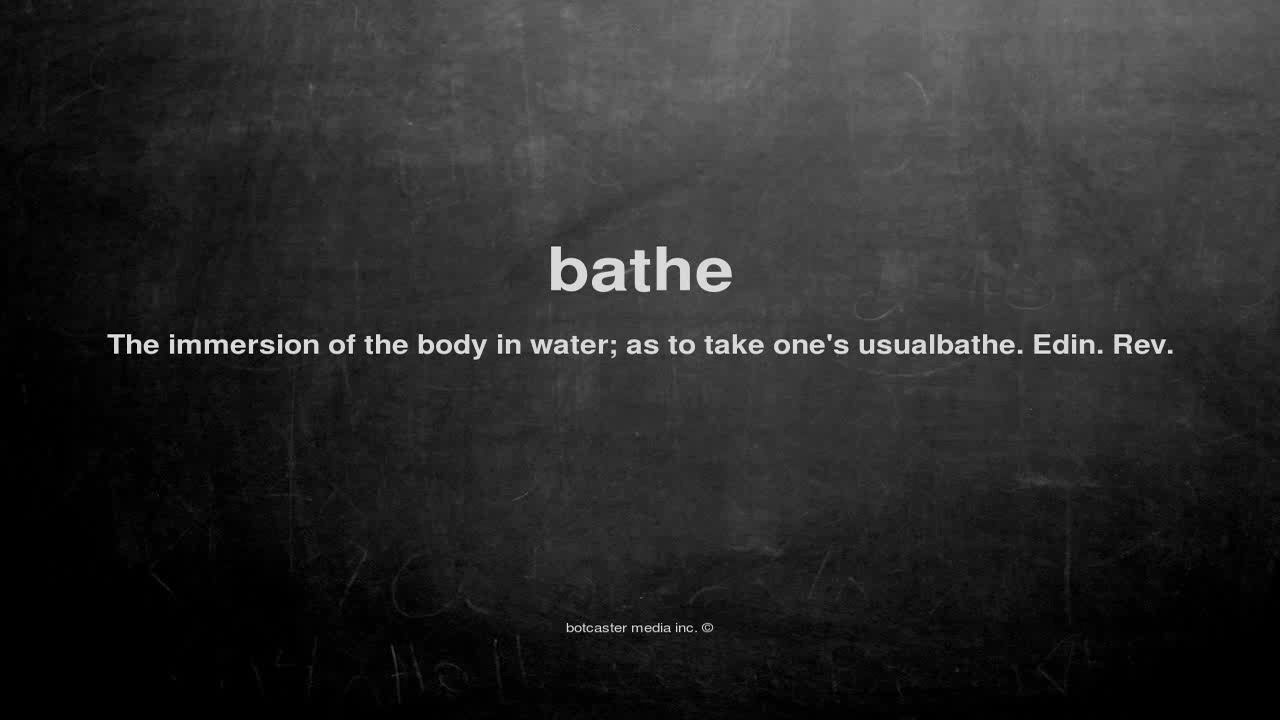 bathe
The immersion of the body in water; as to take one's usualbathe. Edin. Rev.
botcaster media inc. ©